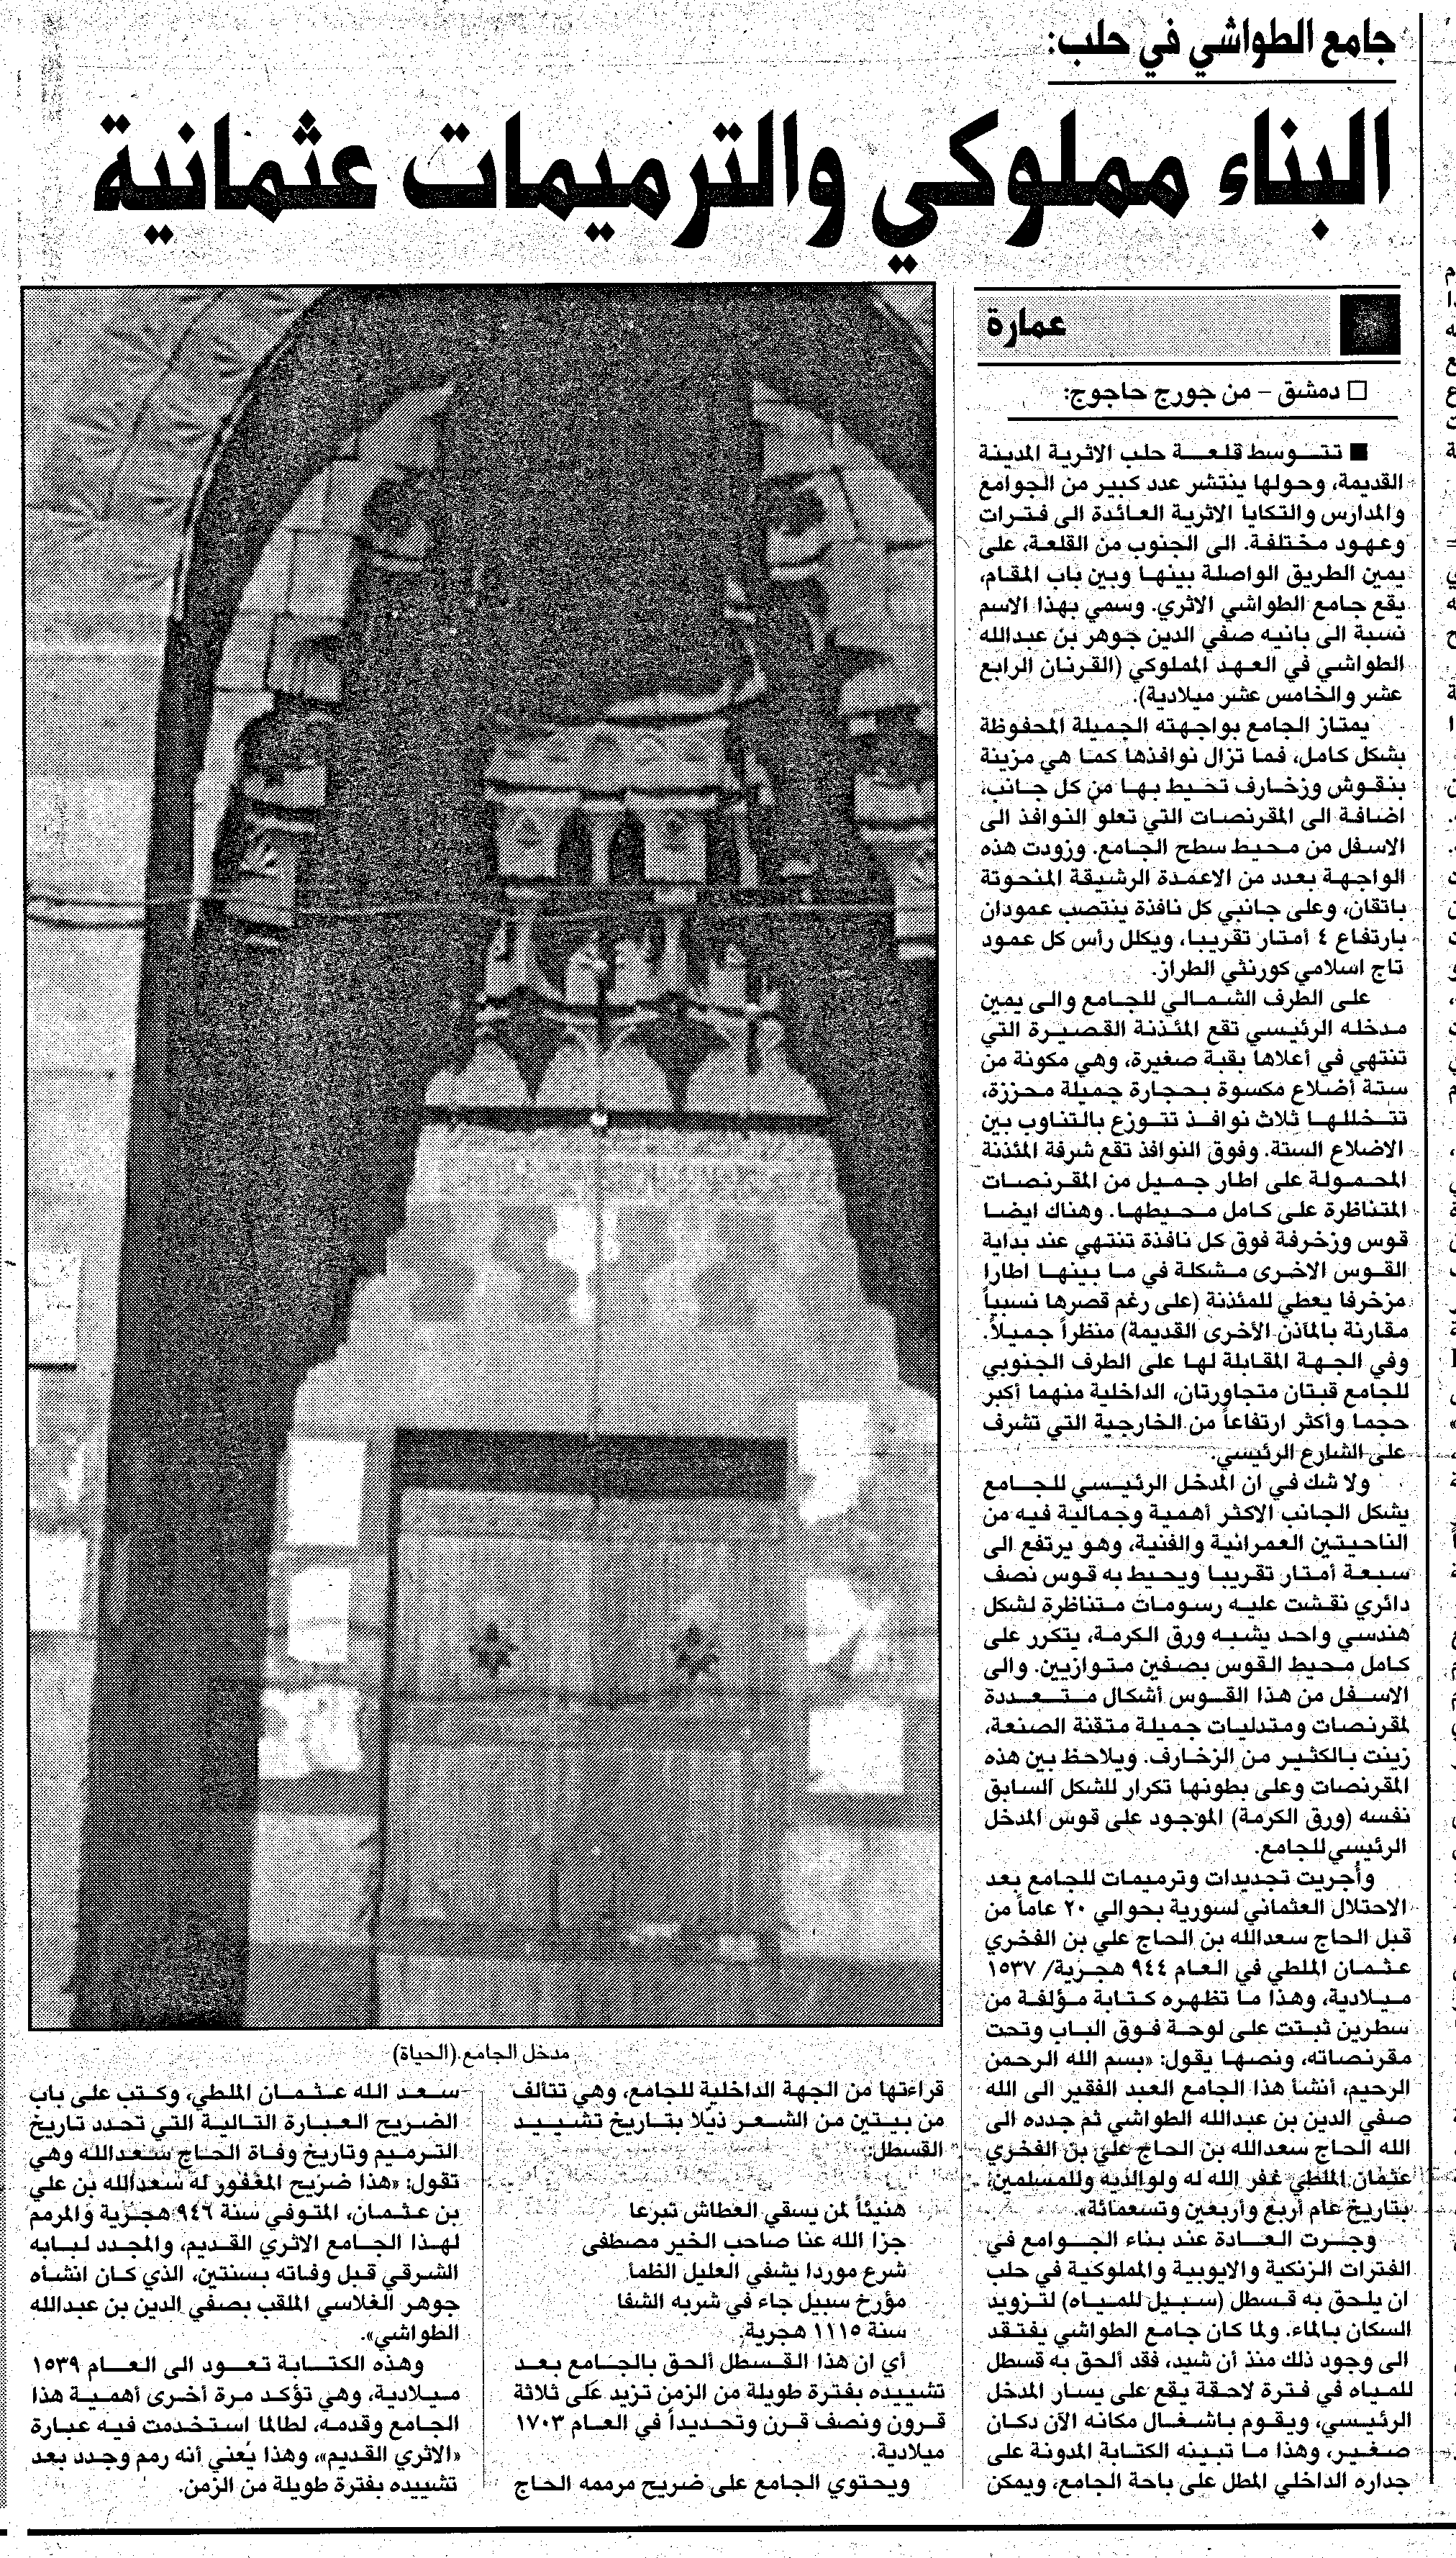 جامع الطواشي في حلب:
البناء مملوكي والترميمات عثمانية
عمارة
□ دمشق - من جورج حاجوج:
■ تتوسط قلعة حلب الاثرية المدينة
القديمة، وحولها ينتشر عدد كبير من الجوامع
والمدارس والتكايا الاثرية العائدة الى فترات
وعهود مختلفة. الى الجنوب من القلعة، على
يمين الطريق الواصلة بينها وبين باب المقام،
يقع جامع الطواشي الاثري. وسمي بهذا الاسم
نسبة الى بانيه صفي الدين جوهر بن عبدالله
الطواشي في العهد المملوكي (القرنان الرابع
عشر والخامس عشر ميلادية).
يمتاز الجامع بواجهته الجميلة المحفوظة
بشكل كامل، فما تزال نوافذها كما هي مزينة
بنقوش وزخارف تحيط بها من كل جانب،
اضافة الى المقرنصات التي تعلو النوافذ الى
الاسفل من محيط سطح الجامع. وزودت هذه
الواجهة بعدد من الاعمدة الرشيقة المنحوتة
باتقان، وعلى جانبي كل نافذة ينتصب عمودان
بارتفاع ٤ أمتار تقريبا، ويكلل رأس كل عمود
تاج اسلامي كورنثي الطراز.
على الطرف الشمالي للجامع والى يمين
مدخله الرئيسي تقع المئذنة القصيرة التي
تنتهي في أعلاها بقبة صغيرة، وهي مكونة من
ستة أضلاع مكسوة بحجارة جميلة محززة،
تتخللها ثلاث نوافذ تتوزع بالتناوب بين
الاضلاع الستة. وفوق النوافذ تقع شرفة المئذنة
المحمولة على اطار جميل من المقرنصات
المتناظرة على كامل محيطها. وهناك ايضا
قوس وزخرفة فوق كل نافذة تنتهي عند بداية
القوس الاخرى مشكلة في ما بينها اطارا
مزخرفا يعطي للمئذنة (على رغم قصرها نسبياً
مقارنة بالمآذن الأخرى القديمة) منظراً جميلاً.
وفي الجهة المقابلة لها على الطرف الجنوبي
للجامع قبتان متجاورتان، الداخلية منهما أكبر
حجما وأكثر ارتفاعاً من الخارجية التي تشرف
على الشارع الرئيسي.
ولا شك في ان المدخل الرئيسي للجامع
يشكل الجانب الاكثر أهمية وجمالية فيه من
الناحيتين العمرانية والفنية، وهو يرتفع الى
سبعة أمتار تقريبا ويحيط به قوس نصف
دائري نقشت عليه رسومات متناظرة لشكل
هندسي واحد يشبه ورق الكرمة، يتكرر على
كامل محيط القوس بصفين متوازيين. والى
الاسفل من هذا القوس أشكال متعددة
لمقرنصات ومتدليات جميلة متقنة الصنعة،
زينت بالكثير من الزخارف. ويلاحظ بين هذه
المقرنصات وعلى بطونها تكرار للشكل السابق
نفسه (ورق الكرمة) الموجود على قوس المدخل
الرئيسي للجامع.
وأُجريت تجديدات وترميمات للجامع بعد
الاحتلال العثماني لسورية بحوالي ٢٠ عاماً من
قبل الحاج سعدالله بن الحاج علي بن الفخري
عثمان الملطي في العام ٩٤٤ هجرية/ ١٥٣٧
ميلادية، وهذا ما تظهره كتابة مؤلفة من
سطرين ثبتت على لوحة فوق الباب وتحت
مقرنصاته، ونصها يقول: «بسم الله الرحمن
الرحيم، أنشأ هذا الجامع العبد الفقير الى الله
صفي الدين بن عبدالله الطواشي ثم جدده الى
الله الحاج سعدالله بن الحاج علي بن الفخري
عثمان الملطي غفر الله له ولوالديه وللمسلمين،
بتاريخ عام أربع وأربعين وتسعمائة».
وجرت العادة عند بناء الجوامع في
الفترات الزنكية والايوبية والمملوكية في حلب
ان يلحق به قسطل (سبيل للمياه) لتزويد
السكان بالماء. ولما كان جامع الطواشي يفتقد
الى وجود ذلك منذ أن شيد، فقد ألحق به قسطل
للمياه في فترة لاحقة يقع على يسار المدخل
الرئيسي، ويقوم باشغال مكانه الآن دكان
صغير، وهذا ما تبينه الكتابة المدونة على
جداره الداخلي المطل على باحة الجامع، ويمكن
مدخل الجامع.(الحياة)
قراءتها من الجهة الداخلية للجامع، وهي تتألف
من بيتين من الشعر ذيّلا بتاريخ تشييد
القسطل:
هنيئاً لمن يسقي العطاش تبرعا
جزا الله عنا صاحب الخير مصطفى
شرع موردا يشفي العليل الظما
مؤرخ سبيل جاء في شربه الشفا
سنة ١١١٥ هجرية.
أي ان هذا القسطل ألحق بالجامع بعد
تشييده بفترة طويلة من الزمن تزيد على ثلاثة
قرون ونصف قرن وتحديداً في العام ١٧٠٣
ميلادية.
ويحتوي الجامع على ضريح مرممه الحاج
سعد الله عثمان الملطي، وكتب على باب
الضريح العبارة التالية التي تحدد تاريخ
الترميم وتاريخ وفاة الحاج سعدالله وهي
تقول: «هذا ضريح المغفور له سعدالله بن علي
بن عثمان، المتوفي سنة ٩٤٦ هجرية والمرمم
لهذا الجامع الاثري القديم، والمجدد لبابه
الشرقي قبل وفاته بسنتين، الذي كان انشأه
جوهر الغلاسي الملقب بصفي الدين بن عبدالله
الطواشي».
وهذه الكتابة تعود الى العام ١٥٣٩
ميلادية، وهي تؤكد مرة أخرى أهمية هذا
الجامع وقدمه، لطالما استخدمت فيه عبارة
«الاثري القديم»، وهذا يُعني أنه رمم وجدد بعد
تشييده بفترة طويلة من الزمن.